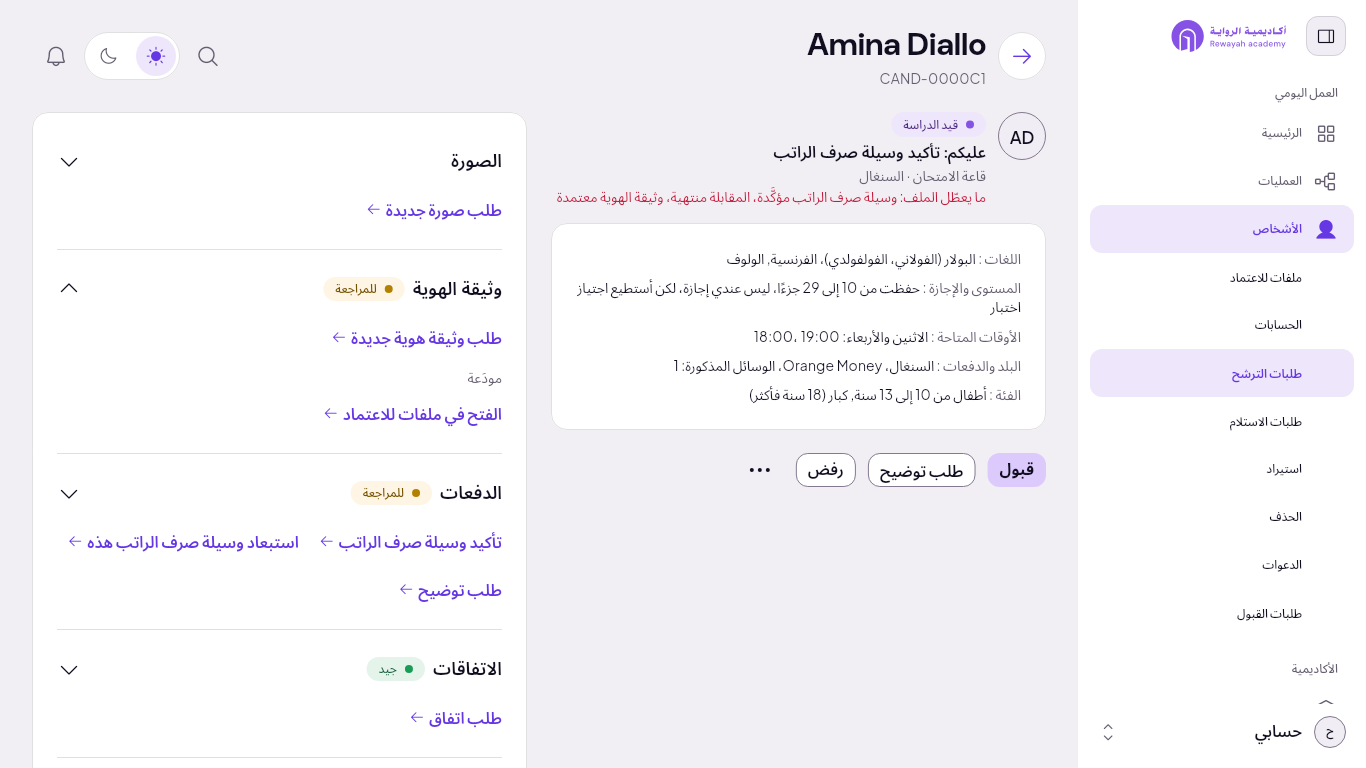 أكاديمية الرواية
Rewayah academy
العمل اليومي
الرئيسية
العمليات
الأشخاص
ملفات للاعتماد
الحسابات
طلبات الترشح
طلبات الاستلام
استيراد
الحذف
الدعوات
طلبات القبول
الأكاديمية
ح
حسابي
Amina Diallo
CAND-0000C1
AD
قيد الدراسة
عليكم: تأكيد وسيلة صرف الراتب
قاعة الامتحان · السنغال
ما يعطّل الملف: وسيلة صرف الراتب مؤكَّدة، المقابلة منتهية، وثيقة الهوية معتمدة
اللغات : البولار (الفولاني، الفولفولدي)، الفرنسية, الولوف
المستوى والإجازة : حفظت من 10 إلى 29 جزءًا، ليس عندي إجازة، لكن أستطيع اجتياز
اختبار
الأوقات المتاحة : الاثنين والأربعاء: 19:00 ،18:00
البلد والدفعات : السنغال، Orange Money، الوسائل المذكورة: 1
الفئة : أطفال من 10 إلى 13 سنة, كبار (18 سنة فأكثر)
قبول
طلب توضيح
رفض
الصورة
طلب صورة جديدة
وثيقة الهوية
للمراجعة
طلب وثيقة هوية جديدة
مودَعة
الفتح في ملفات للاعتماد
الدفعات
للمراجعة
تأكيد وسيلة صرف الراتب
استبعاد وسيلة صرف الراتب هذه
طلب توضيح
الاتفاقات
جيد
طلب اتفاق